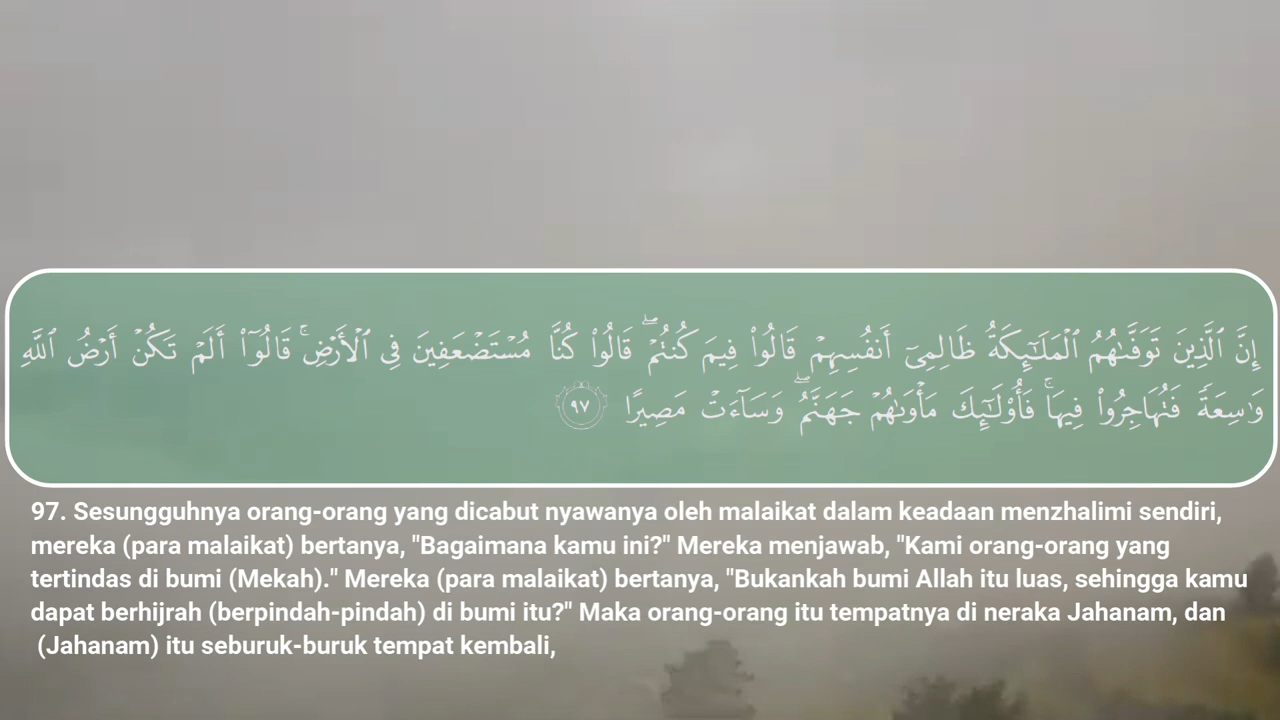 إِنَّ ٱلَّذِينَ تَوَفَّىٰهُمُ ٱلْمَلَـٰٓئِكَةُ ظَالِمِىٓ أَنفُسِهِمْ قَالُوا۟ فِيمَ كُنتُمْ ۖ قَالُوا۟ كُنَّا مُسْتَضْعَفِينَ فِى ٱلْأَرْضِ ۚ قَالُوٓا۟ أَلَمْ تَكُنْ أَرْضُ ٱللَّهِ
وَٰسِعَةً فَتُهَاجِرُوا۟ فِيهَا ۚ فَأُو۟لَـٰٓئِكَ مَأْوَىٰهُمْ جَهَنَّمُ ۖ وَسَآءَتْ مَصِيرًا ٩٧
97. Sesungguhnya orang-orang yang dicabut nyawanya oleh malaikat dalam keadaan menzhalimi sendiri,
mereka (para malaikat) bertanya, "Bagaimana kamu ini?" Mereka menjawab, "Kami orang-orang yang
tertindas di bumi (Mekah)." Mereka (para malaikat) bertanya, "Bukankah bumi Allah itu luas, sehingga kamu
dapat berhijrah (berpindah-pindah) di bumi itu?" Maka orang-orang itu tempatnya di neraka Jahanam, dan
(Jahanam) itu seburuk-buruk tempat kembali,